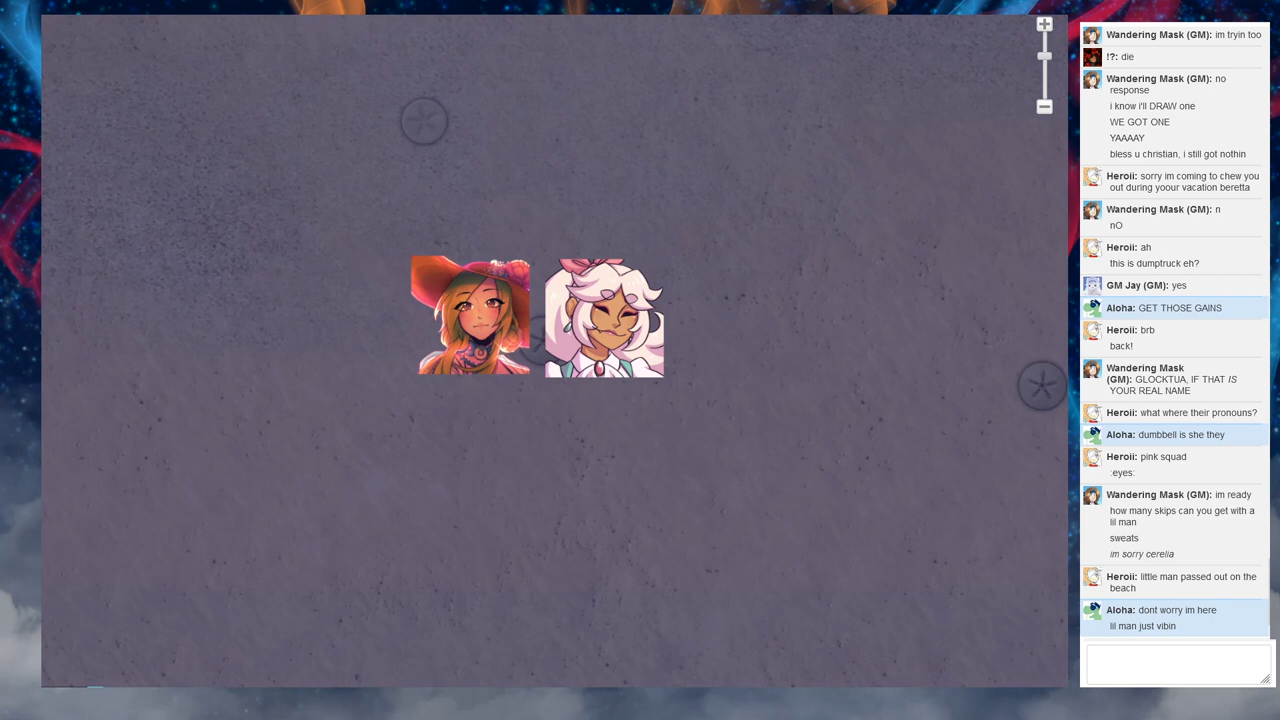 Wandering Mask (GM): im tryin too
!?: die
Wandering Mask (GM): no
response
i know i'll DRAW one
WE GOT ONE
YAAAAY
bless u christian, i still got nothin
Heroii: sorry im coming to chew you
out during yoour vacation beretta
Wandering Mask (GM): n
nO
Heroii: ah
this is dumptruck eh?
GM Jay (GM): yes
Aloha: GET THOSE GAINS
Heroii: brb
back!
Wandering Mask
(GM): GLOCKTUA, IF THAT IS
YOUR REAL NAME
Heroii: what where their pronouns?
Aloha: dumbbell is she they
Heroii: pink squad
:eyes:
Wandering Mask (GM): im ready
how many skips can you get with a
lil man
sweats
im sorry cerelia
Heroii: little man passed out on the
beach
Aloha: dont worry im here
lil man just vibin